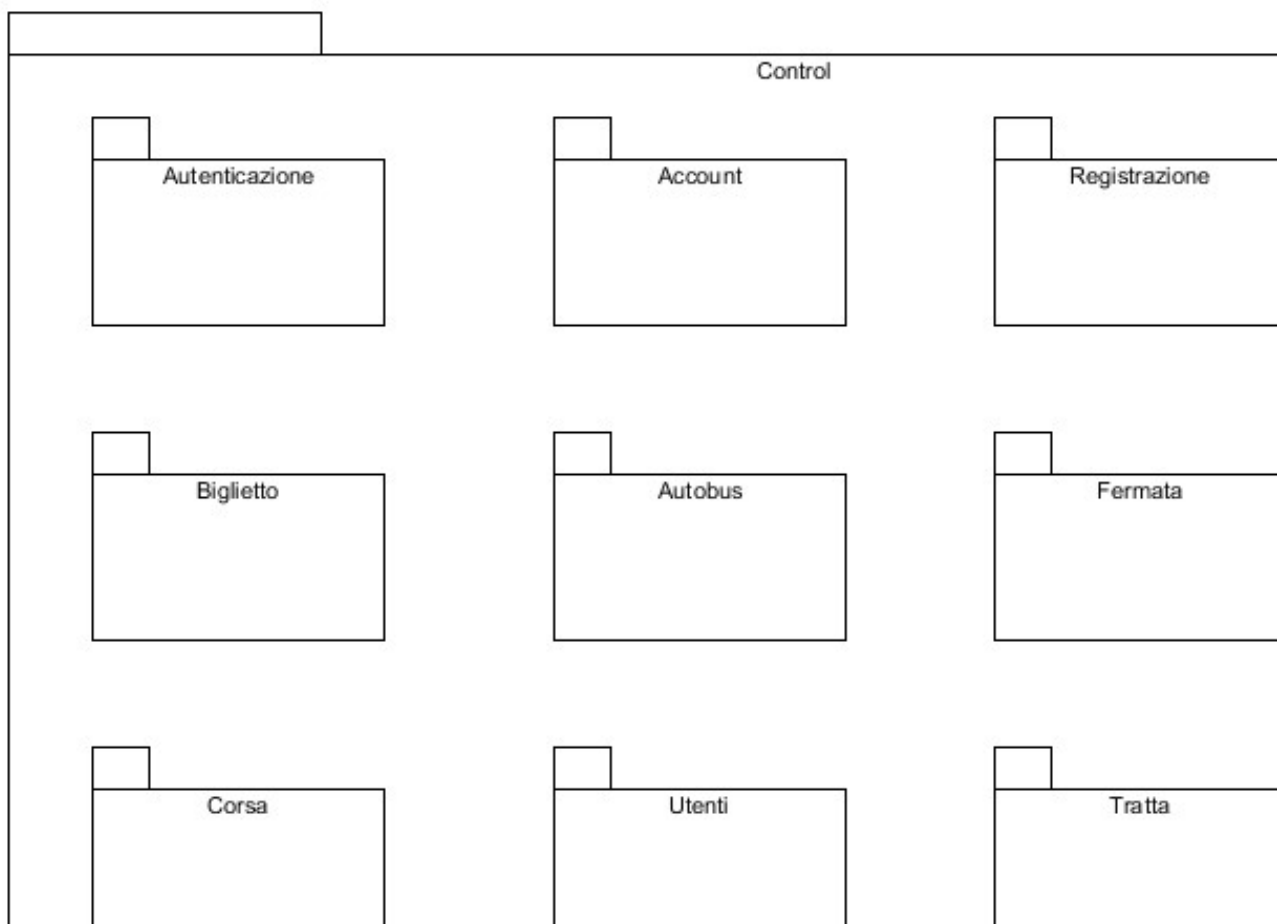 Control
Autenticazione
Account
Registrazione
Biglietto
Autobus
Fermata
Corsa
Utenti
Tratta